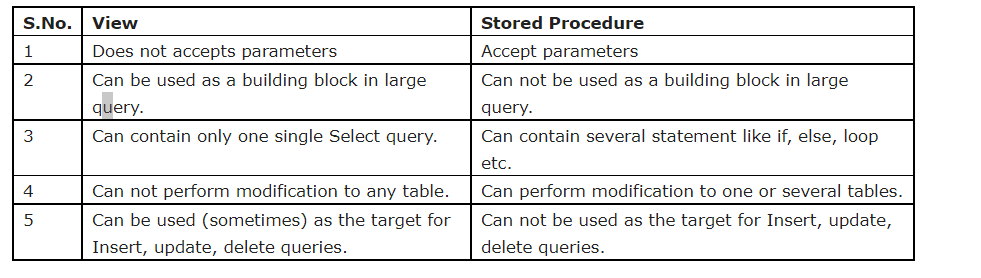 S.No. View Stored Procedure
1 Does not accepts parameters Accept parameters
2 Can be used as a building block in large Can not be used as a building block in large
query. query.
3 Can contain only one single Select query. Can contain several statement like if, else, loop
etc.
4 Can not perform modification to any table. Can perform modification to one or several tables.
5 Can be used (sometimes) as the target for Can not be used as the target for Insert, update,
Insert, update, delete queries. delete queries.